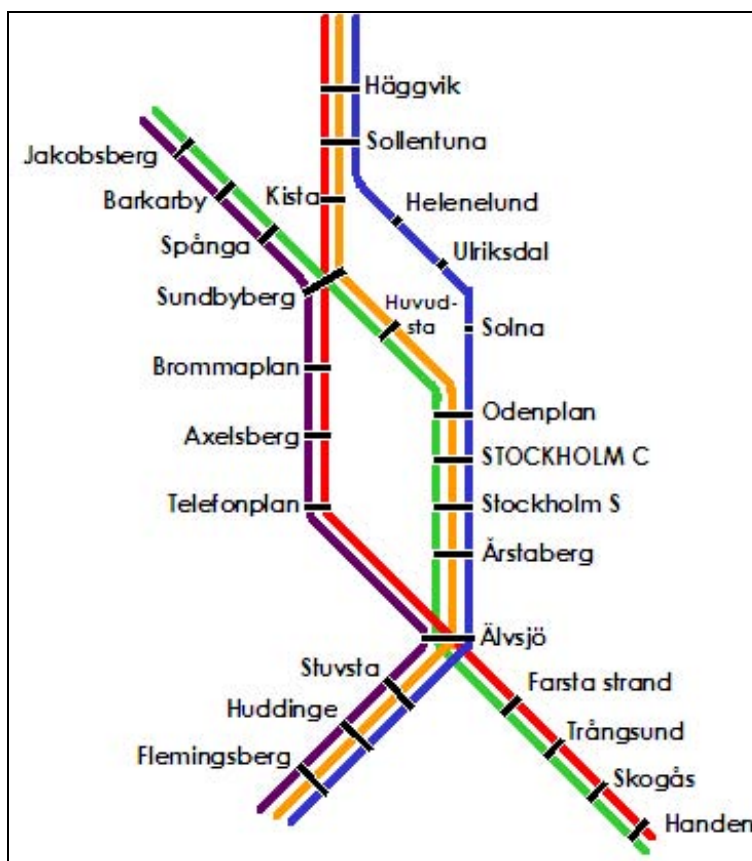 Häggvik
Sollentuna
Jakobsberg
Kista
Barkarby
Helenelund
Spånga
Ulriksdal
Sundbyberg
Huvud-
sta
Solna
Brommaplan
Odenplan
Axelsberg
STOCKHOLM C
Telefonplan
Stockholm S
Årstaberg
Älvsjö
Stuvsta
Farsta strand
Huddinge
Trångsund
Flemingsberg
Skogås
Handen